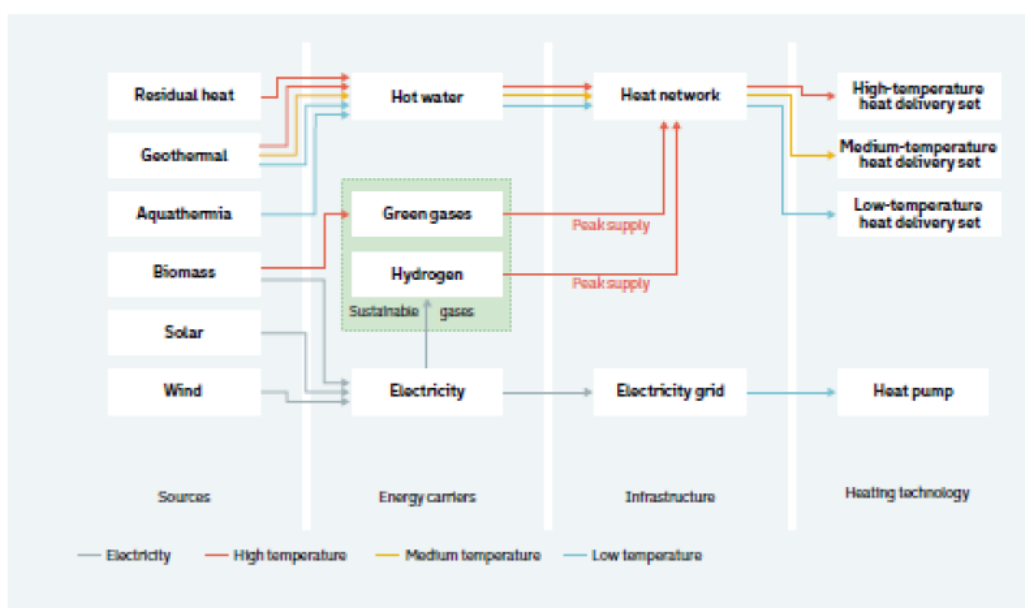 Residual heat
Geothermal
Aquathermia
Biomass
Solar
Wind
Hot water
Green gases
Hydrogen
Sustainable gases
Electricity
Heat network
Peak supply
Peak supply
Electricity grid
High-temperature
heat delivery set
Medium-temperature
heat delivery set
Low-temperature
heat delivery set
Heat pump
Sources
Energy carriers
Infrastructure
Heating technology
Electricity
High temperature
Medium temperature
Low temperature